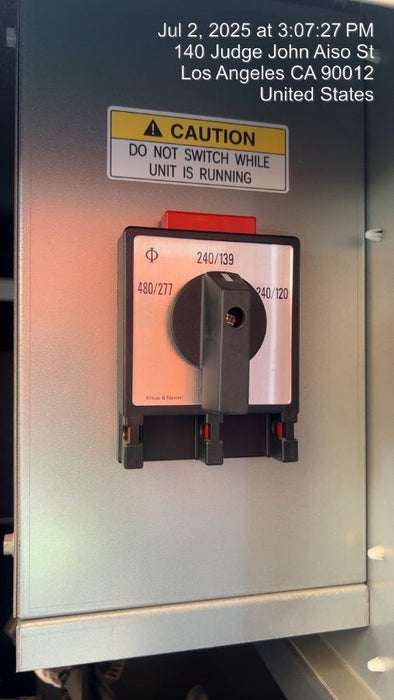 Jul 2, 2025 at 3:07:27 PM
140 Judge John Aiso St
Los Angeles CA 90012
United States
⚠ CAUTION
DO NOT SWITCH WHILE
UNIT IS RUNNING
Φ
240/139
480/277
240/120
Kraus & Naimer